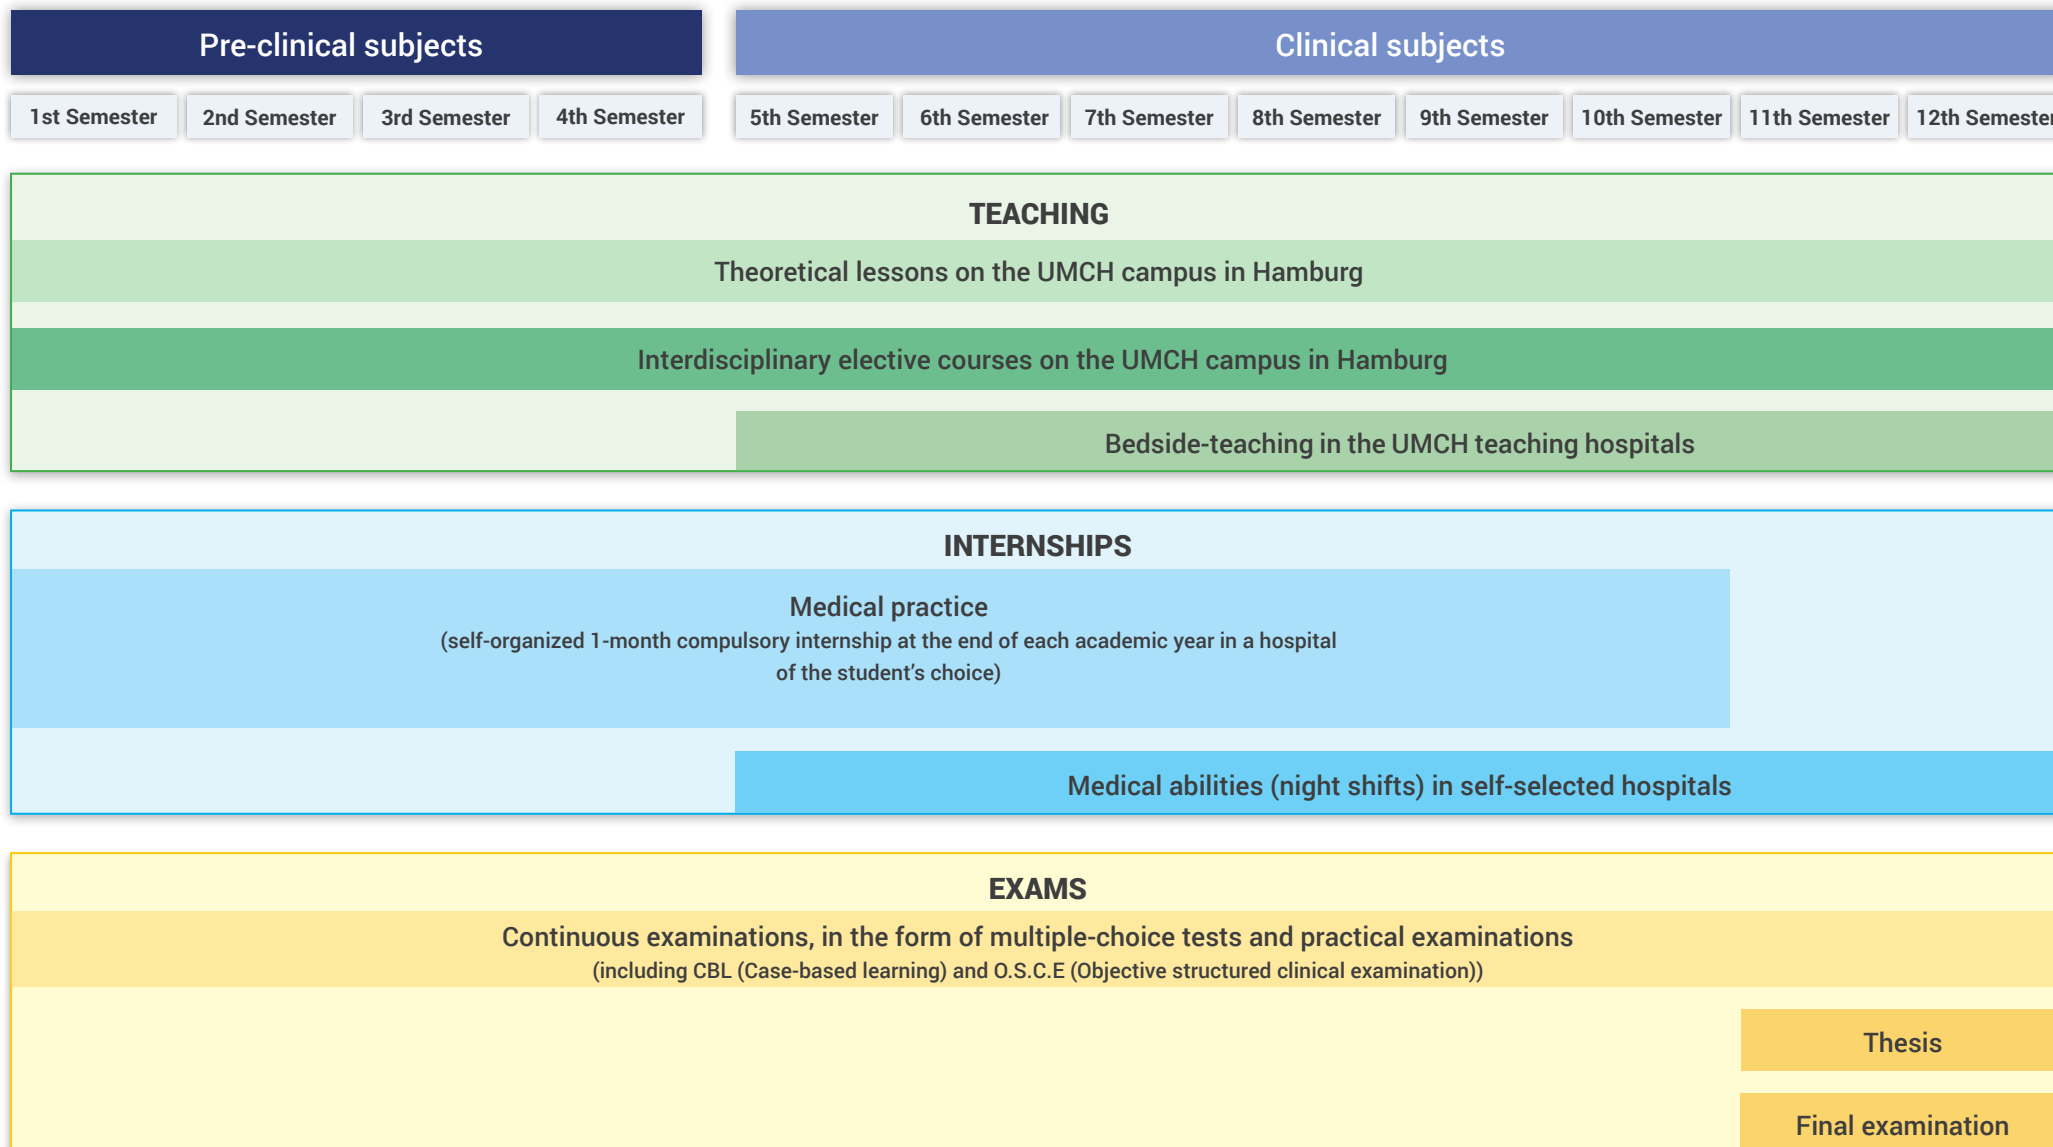 Pre-clinical subjects
Clinical subjects
1st Semester
2nd Semester
3rd Semester
4th Semester
5th Semester
6th Semester
7th Semester
8th Semester
9th Semester
10th Semester
11th Semester
12th Semester
TEACHING
Theoretical lessons on the UMCH campus in Hamburg
Interdisciplinary elective courses on the UMCH campus in Hamburg
Bedside-teaching in the UMCH teaching hospitals
INTERNSHIPS
Medical practice
(self-organized 1-month compulsory internship at the end of each academic year in a hospital
of the student’s choice)
Medical abilities (night shifts) in self-selected hospitals
EXAMS
Continuous examinations, in the form of multiple-choice tests and practical examinations
(including CBL (Case-based learning) and O.S.C.E (Objective structured clinical examination))
Thesis
Final examination